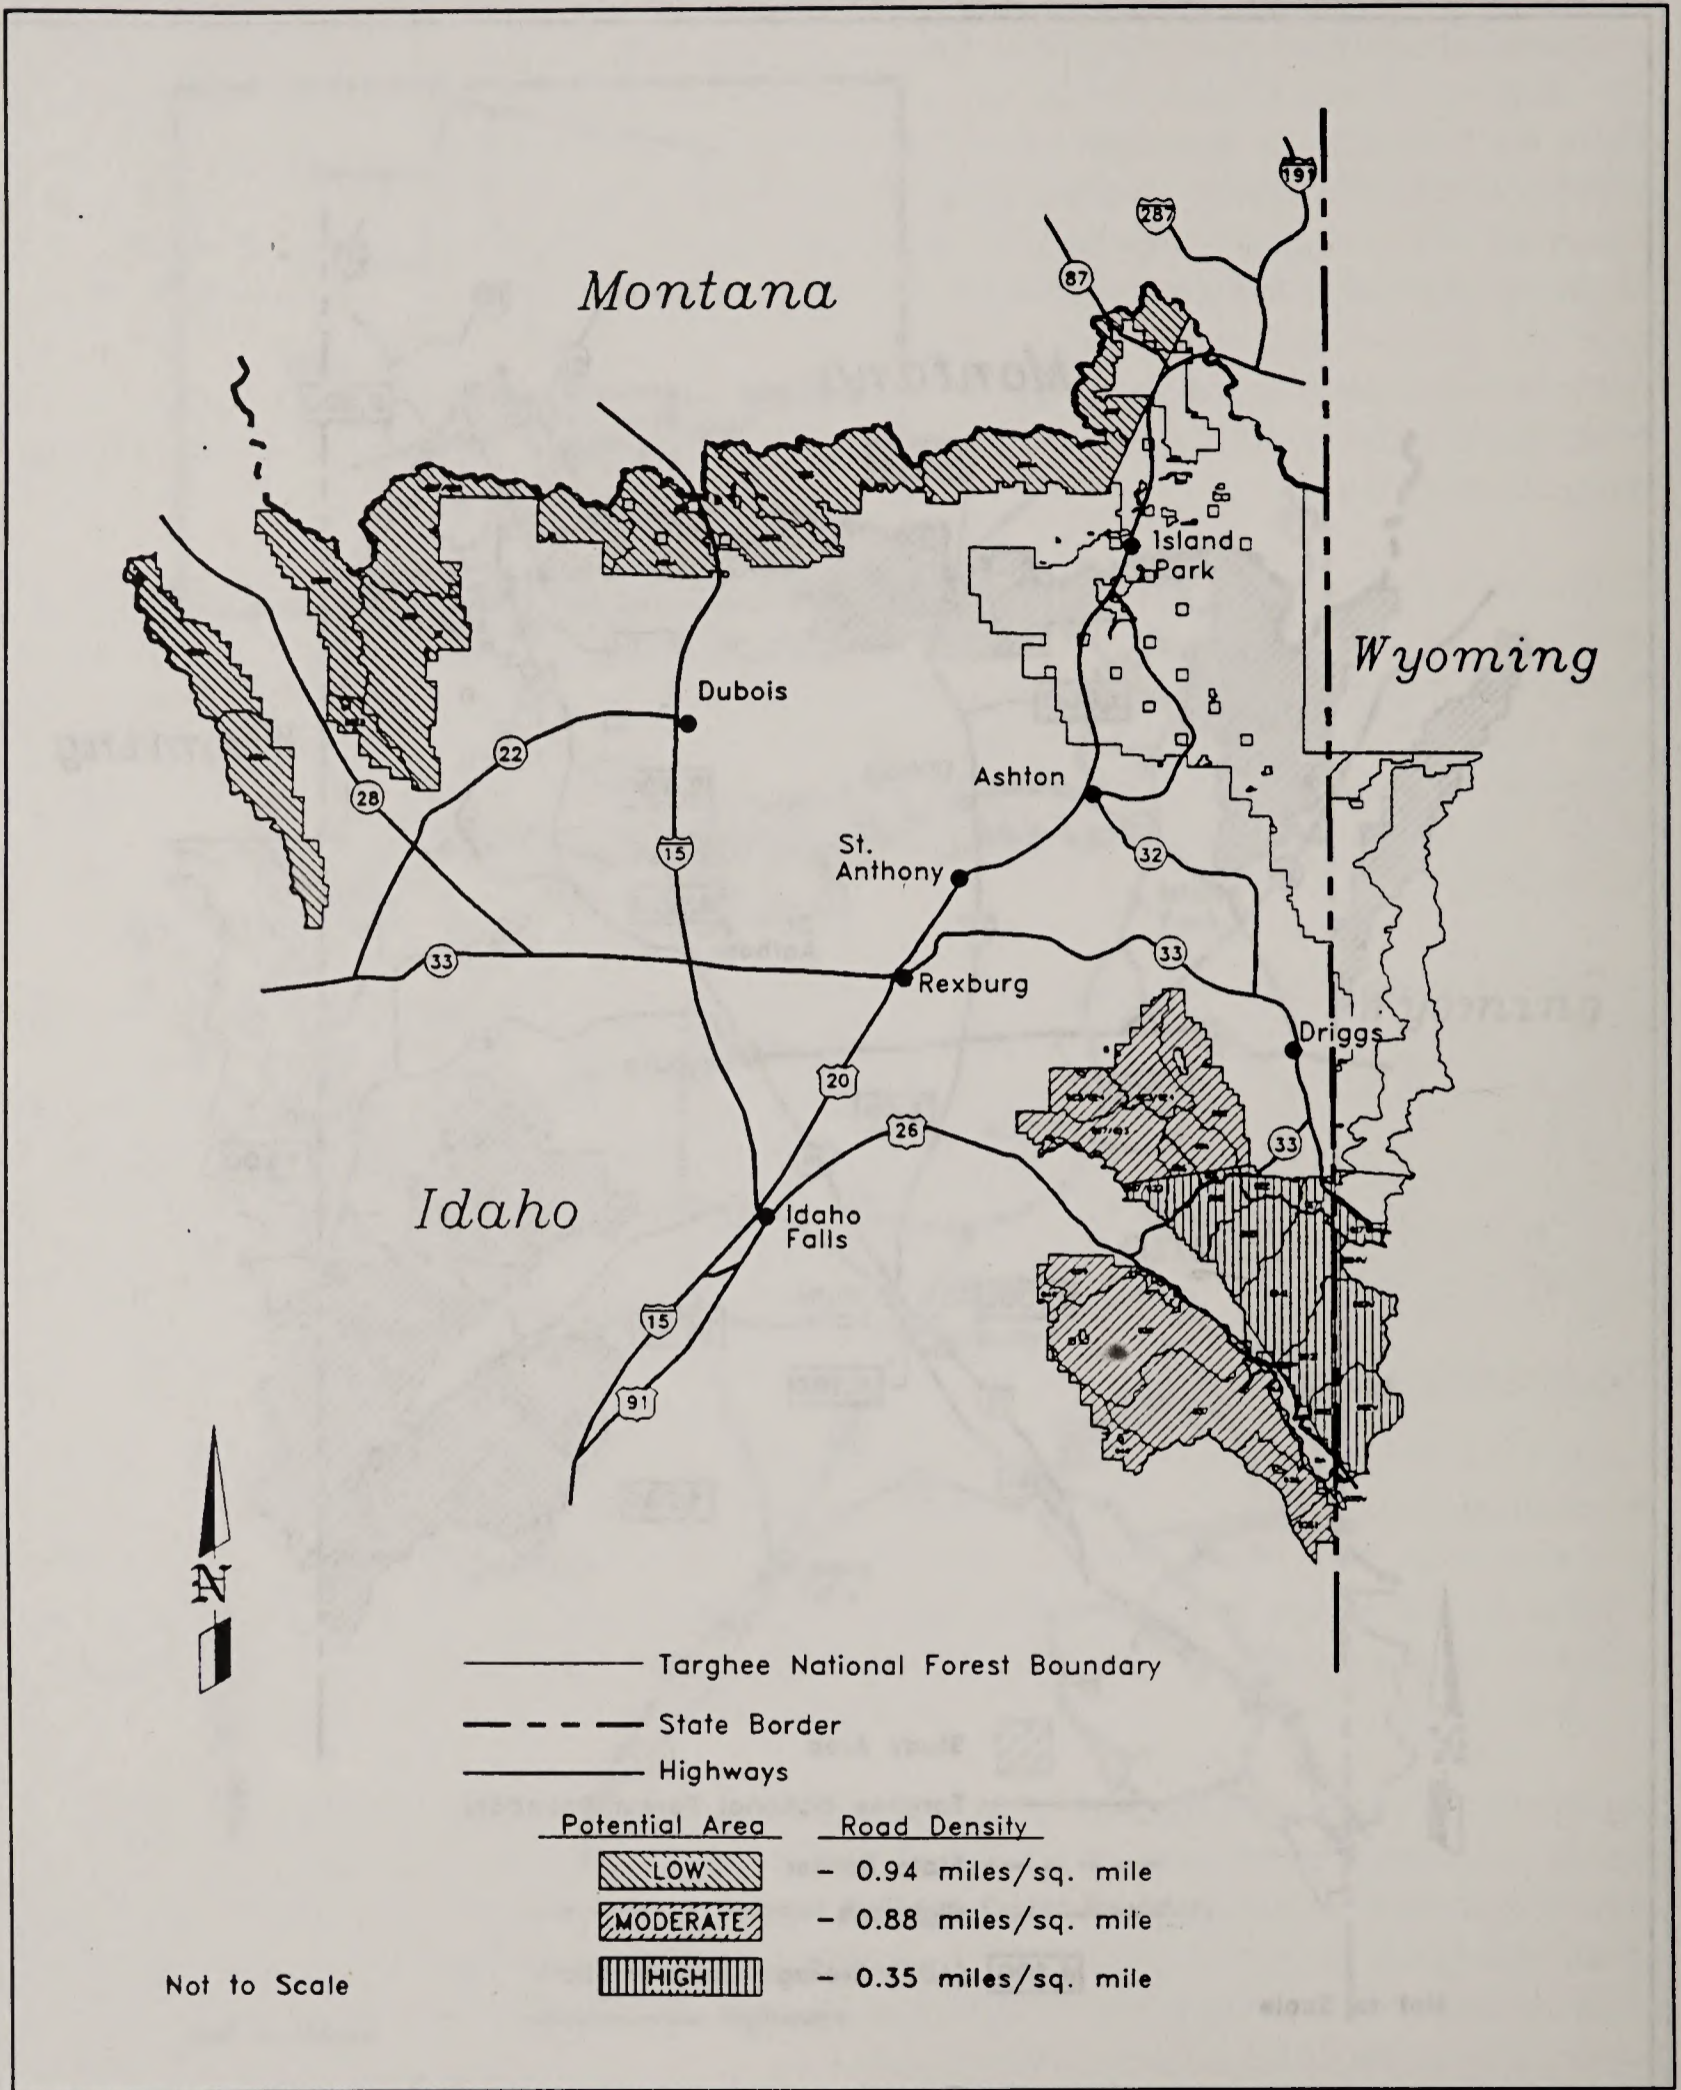 191
287
87
Montana
Island
Park
Wyoming
Dubois
22
28
Ashton
15
St.
Anthony
32
33
33
Rexburg
Driggs
20
26
33
Idaho
Idaho
Falls
15
91
N
Targhee National Forest Boundary
State Border
Highways
Potential Area Road Density
LOW - 0.94 miles/sq. mile
MODERATE - 0.88 miles/sq. mile
HIGH - 0.35 miles/sq. mile
Not to Scale